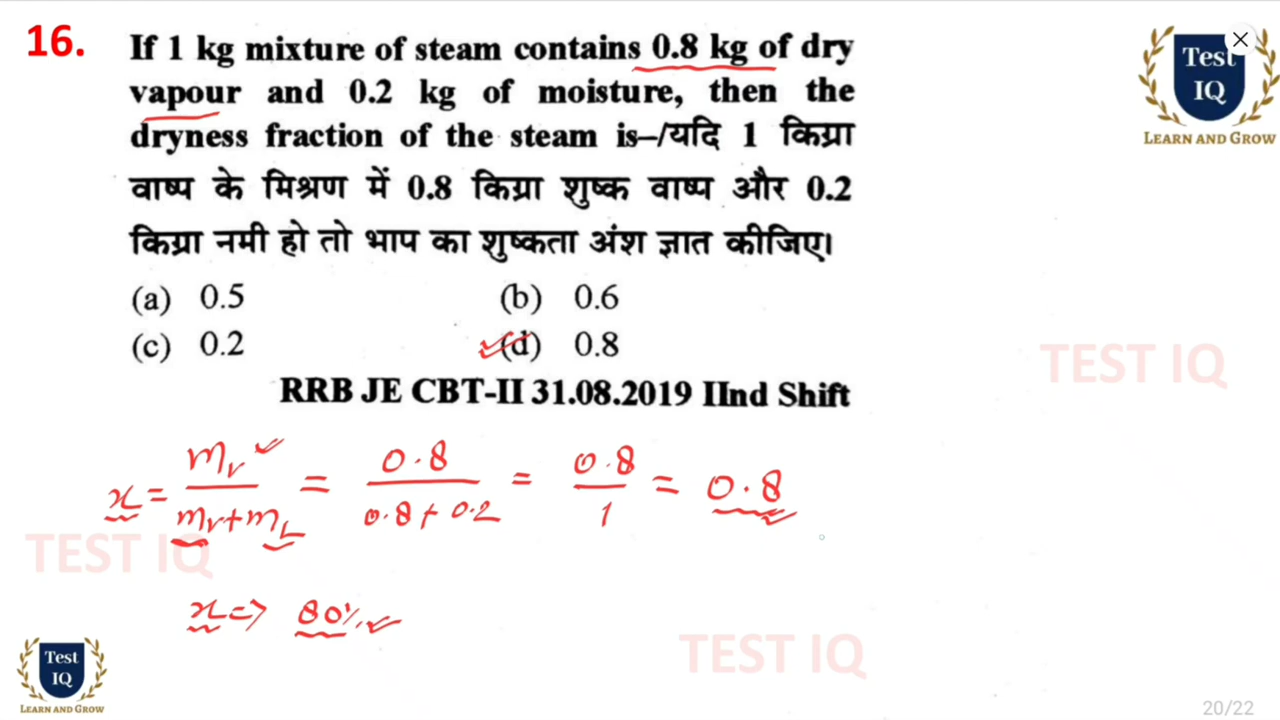 16.
If 1 kg mixture of steam contains 0.8 kg of dry
vapour and 0.2 kg of moisture, then the
dryness fraction of the steam is–/यदि 1 किग्रा
वाष्प के मिश्रण में 0.8 किग्रा शुष्क वाष्प और 0.2
किग्रा नमी हो तो भाप का शुष्कता अंश ज्ञात कीजिए।
(a) 0.5 (b) 0.6
(c) 0.2 (d) 0.8
RRB JE CBT-II 31.08.2019 IInd Shift
x = mv / mv + mL = 0.8 / 0.8 + 0.2 = 0.8 / 1 = 0.8
x => 80%.
Test
IQ
LEARN AND GROW
TEST IQ
TEST IQ
TEST IQ
Test
IQ
LEARN AND GROW
20/22